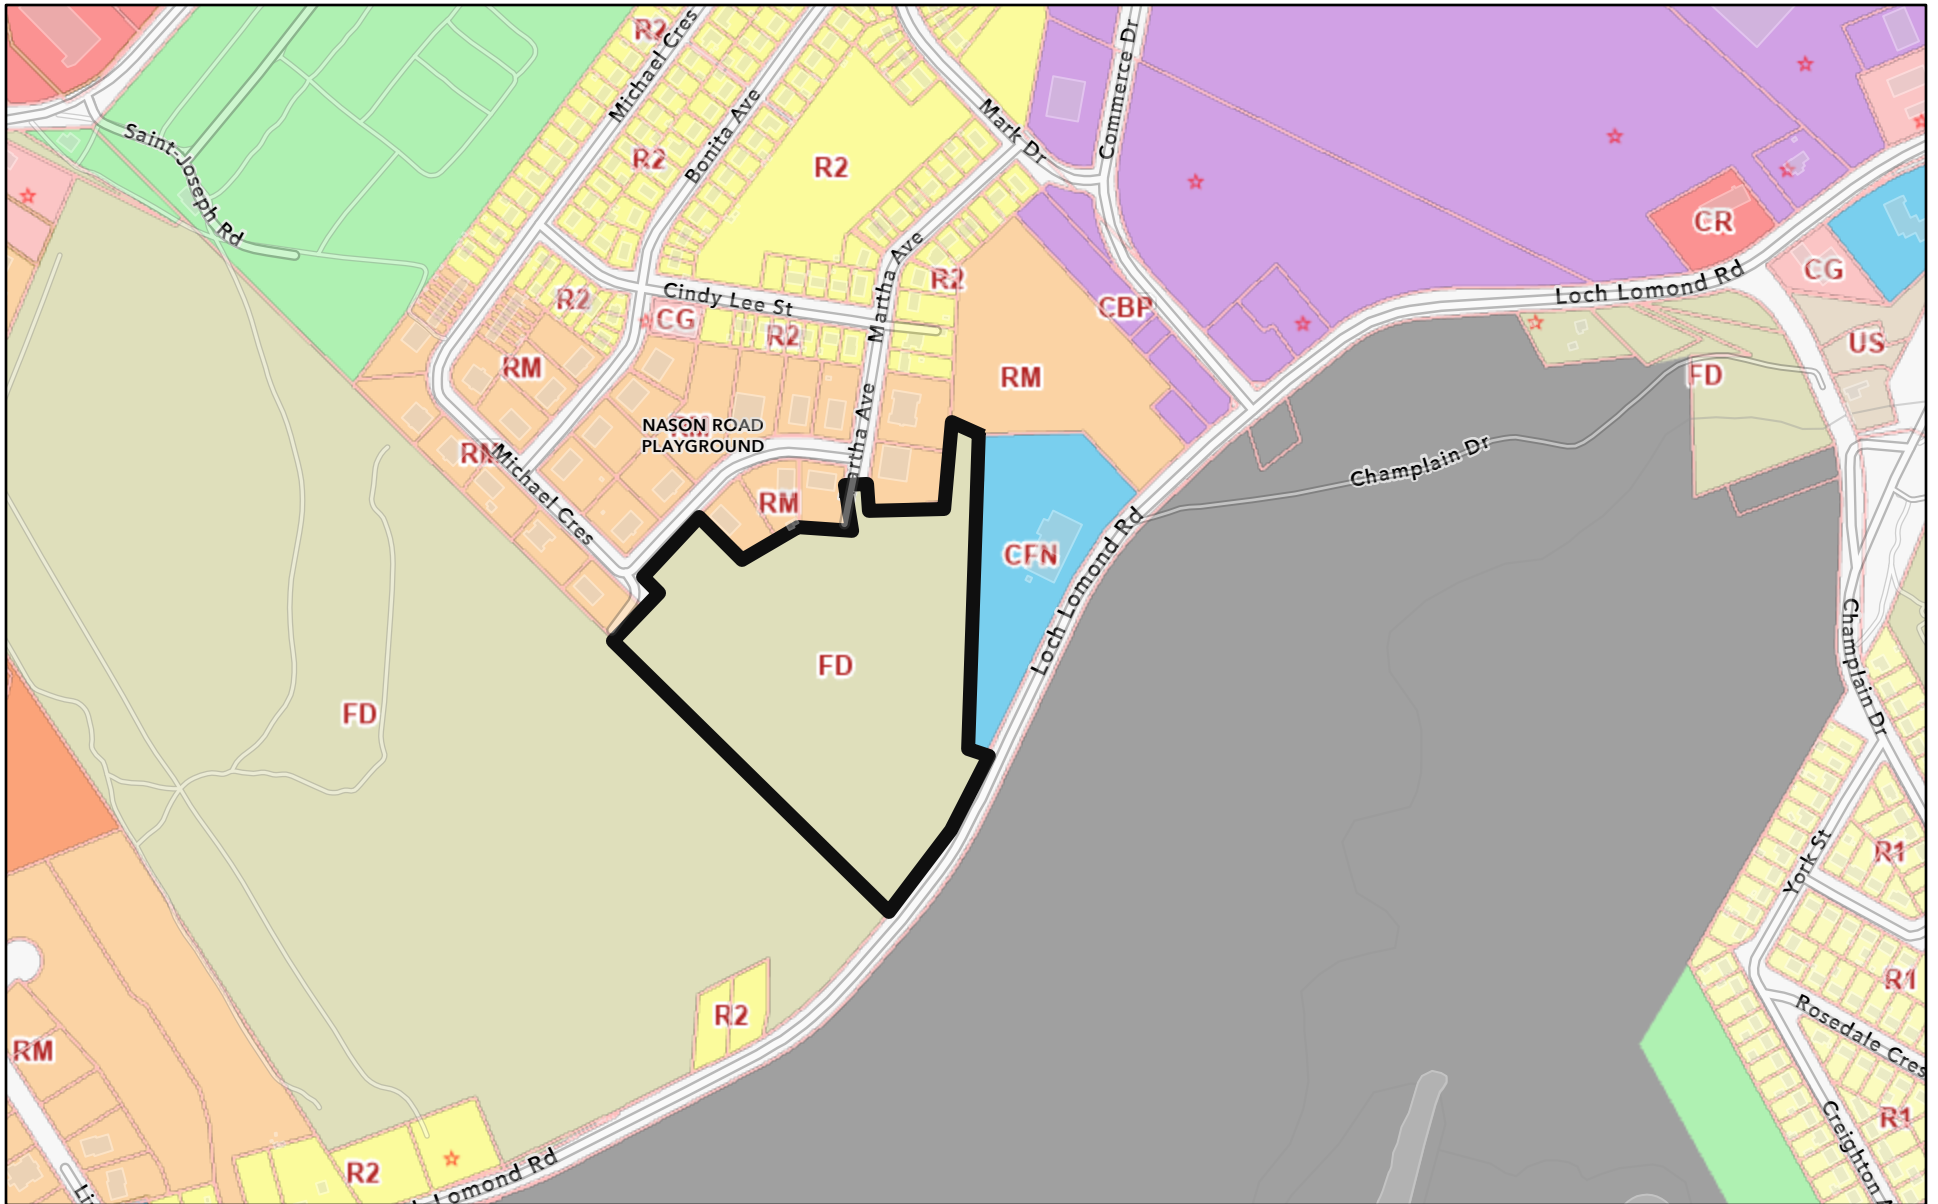 R2
Michael Cres
Commerce Dr
Bonita Ave
Mark Dr
Saint-Joseph Rd
R2
R2
CR
Martha Ave
CG
R2
Loch Lomond Rd
R2
Cindy Lee St
CBP
CG
R2
US
RM
RM
FD
Martha Ave
NASON ROAD
PLAYGROUND
RM
Michael Cres
Champlain Dr
RM
Loch Lomond Rd
CFN
FD
Champlain Dr
FD
York St
R1
R1
R2
Rosedale Cres
RM
R1
Creighton A
R2
Lomond Rd
Li